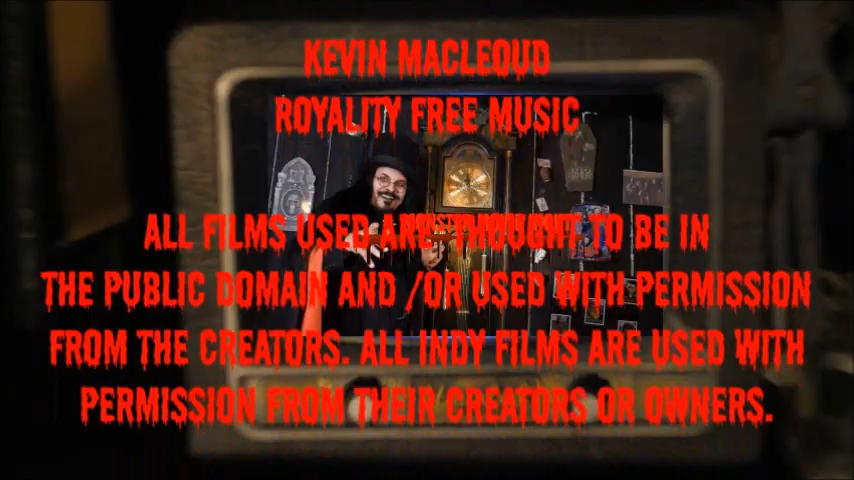 KEVIN MACLEOUD
ROYALITY FREE MUSIC
ALL FILMS USED ARE THOUGHT TO BE IN
THE PUBLIC DOMAIN AND /OR USED WITH PERMISSION
FROM THE CREATORS. ALL INDY FILMS ARE USED WITH
PERMISSION FROM THEIR CREATORS OR OWNERS.